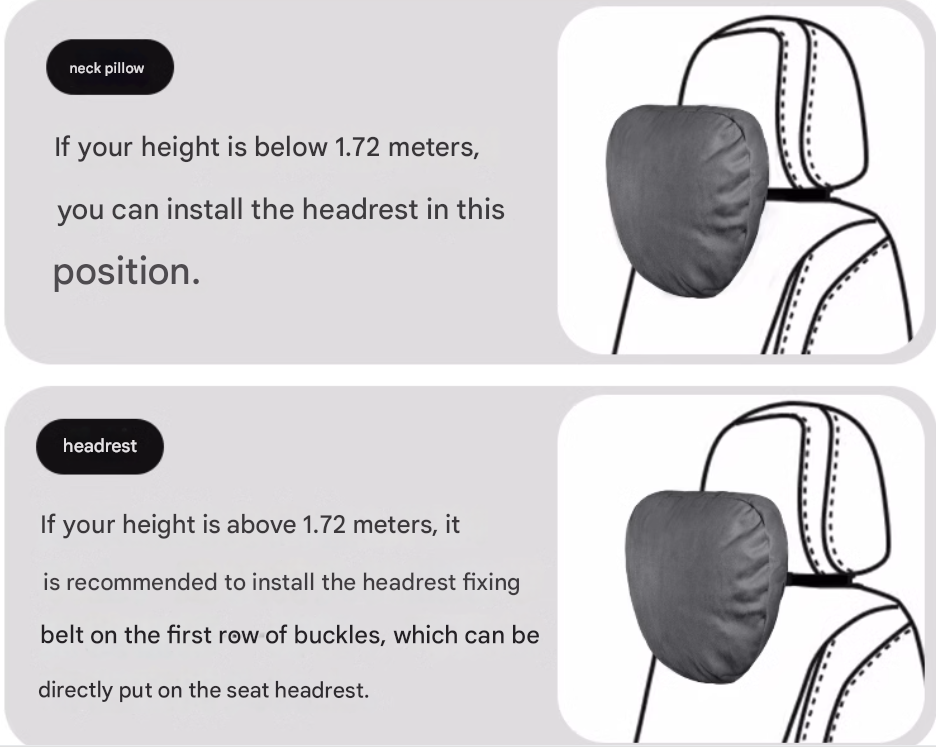 neck pillow
If your height is below 1.72 meters,
you can install the headrest in this
position.
headrest
If your height is above 1.72 meters, it
is recommended to install the headrest fixing
belt on the first row of buckles, which can be
directly put on the seat headrest.